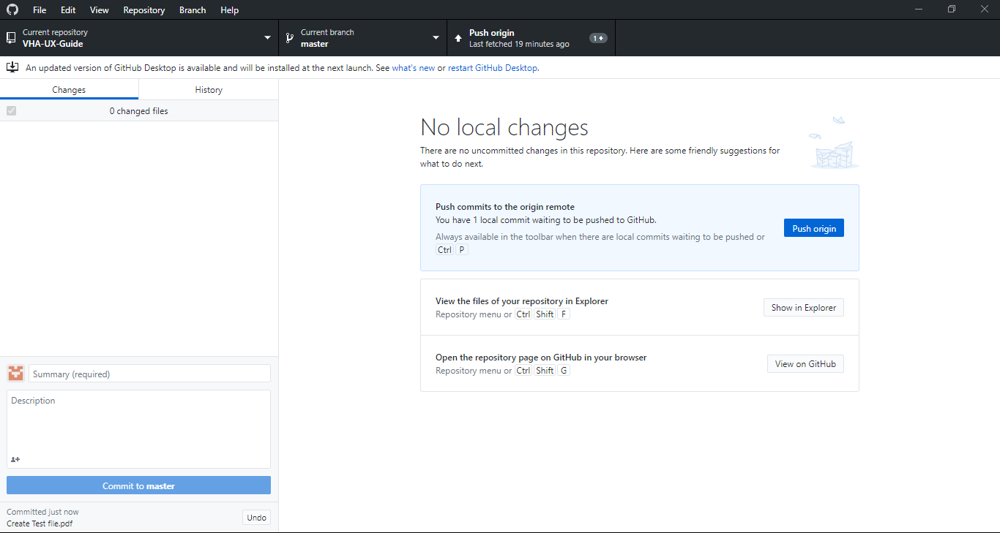 File Edit View Repository Branch Help
Current repository
VHA-UX-Guide
Current branch
master
Push origin
Last fetched 19 minutes ago
1
An updated version of GitHub Desktop is available and will be installed at the next launch. See what's new or restart GitHub Desktop.
Changes
History
0 changed files
No local changes
There are no uncommitted changes in this repository. Here are some friendly suggestions for
what to do next.
Push commits to the origin remote
You have 1 local commit waiting to be pushed to GitHub.
Always available in the toolbar when there are local commits waiting to be pushed or
Ctrl P
Push origin
View the files of your repository in Explorer
Repository menu or Ctrl Shift F
Show in Explorer
Open the repository page on GitHub in your browser
Repository menu or Ctrl Shift G
View on GitHub
Summary (required)
Description
Commit to master
Committed just now
Create Test file.pdf
Undo